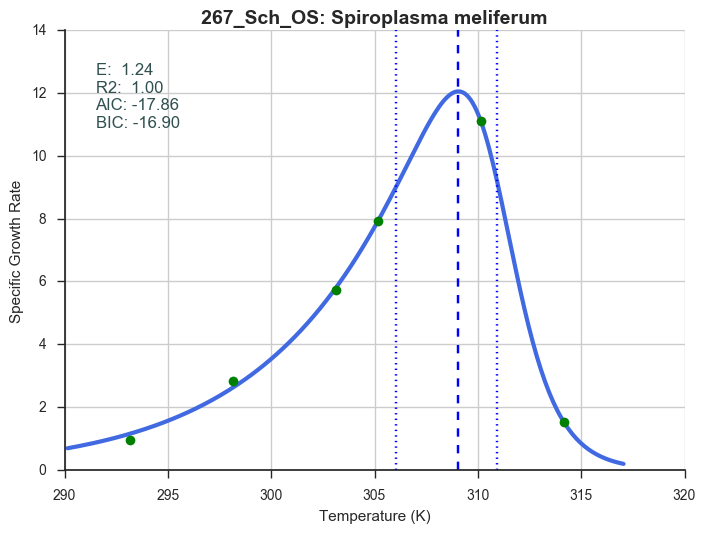 267_Sch_OS: Spiroplasma meliferum
E: 1.24
R2: 1.00
AIC: -17.86
BIC: -16.90
14
12
10
8
6
4
2
0
Specific Growth Rate
290 295 300 305 310 315 320
Temperature (K)